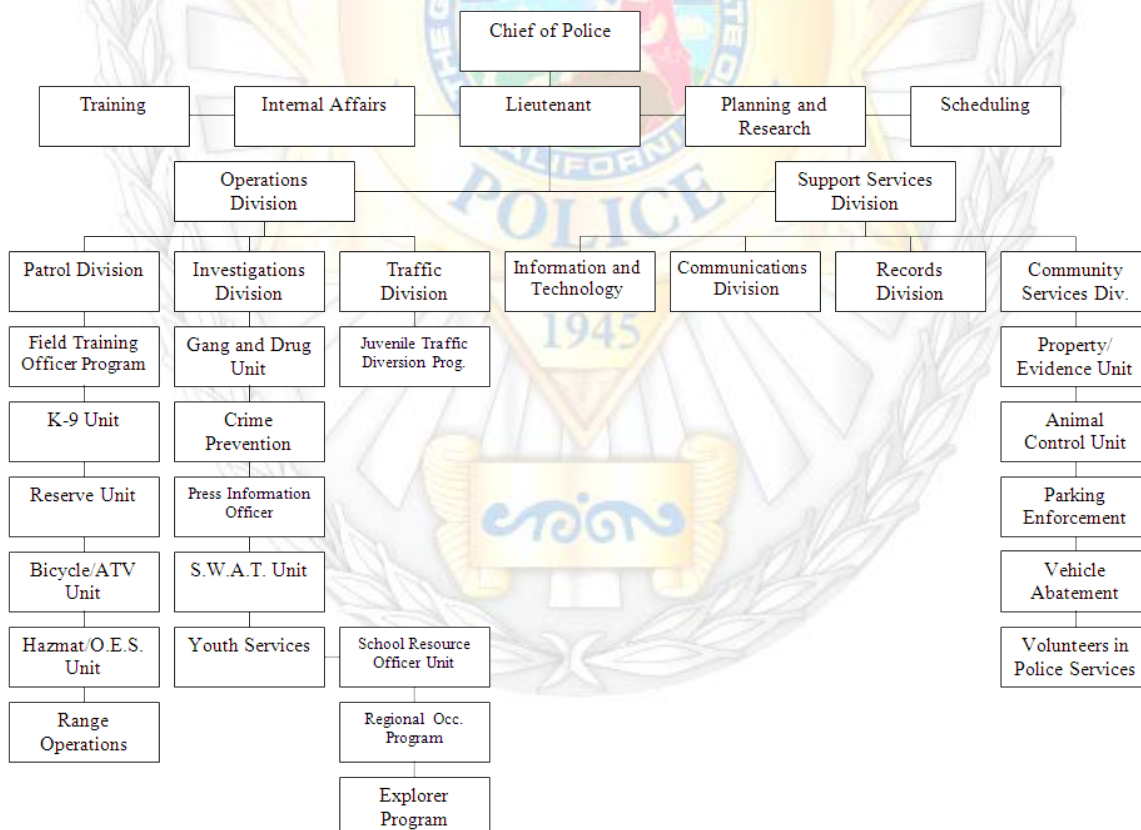 Chief of Police
Training
Internal Affairs
Lieutenant
Planning and
Research
Scheduling
CALIFORNI
POLICE
1945
Operations
Division
Support Services
Division
Patrol Division
Investigations
Division
Traffic
Division
Information and
Technology
Communications
Division
Records
Division
Community
Services Div.
Field Training
Officer Program
Gang and Drug
Unit
Juvenile Traffic
Diversion Prog.
Property/
Evidence Unit
K-9 Unit
Crime
Prevention
Animal
Control Unit
Reserve Unit
Press Information
Officer
Parking
Enforcement
Bicycle/ATV
Unit
S.W.A.T. Unit
Vehicle
Abatement
Hazmat/O.E.S.
Unit
Youth Services
School Resource
Officer Unit
Volunteers in
Police Services
Range
Operations
Regional Occ.
Program
Explorer
Program